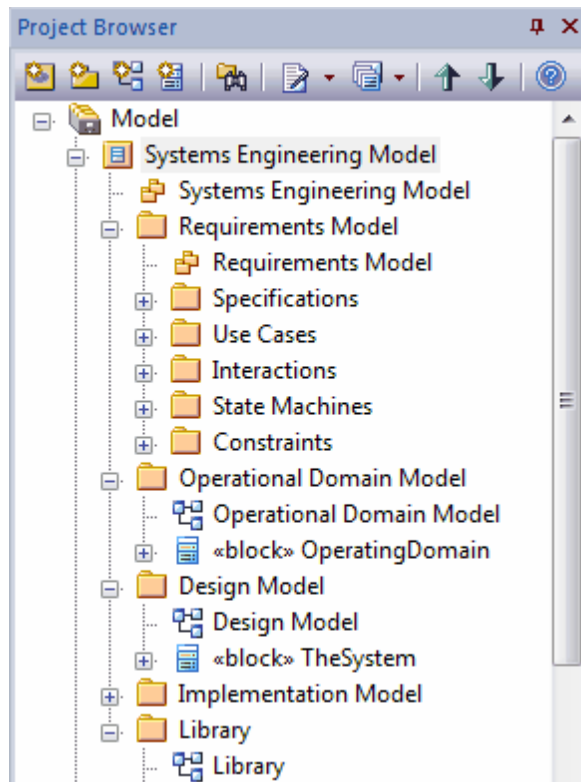 Project Browser
Model
Systems Engineering Model
Systems Engineering Model
Requirements Model
Requirements Model
Specifications
Use Cases
Interactions
State Machines
Constraints
Operational Domain Model
Operational Domain Model
«block» OperatingDomain
Design Model
Design Model
«block» TheSystem
Implementation Model
Library
Library